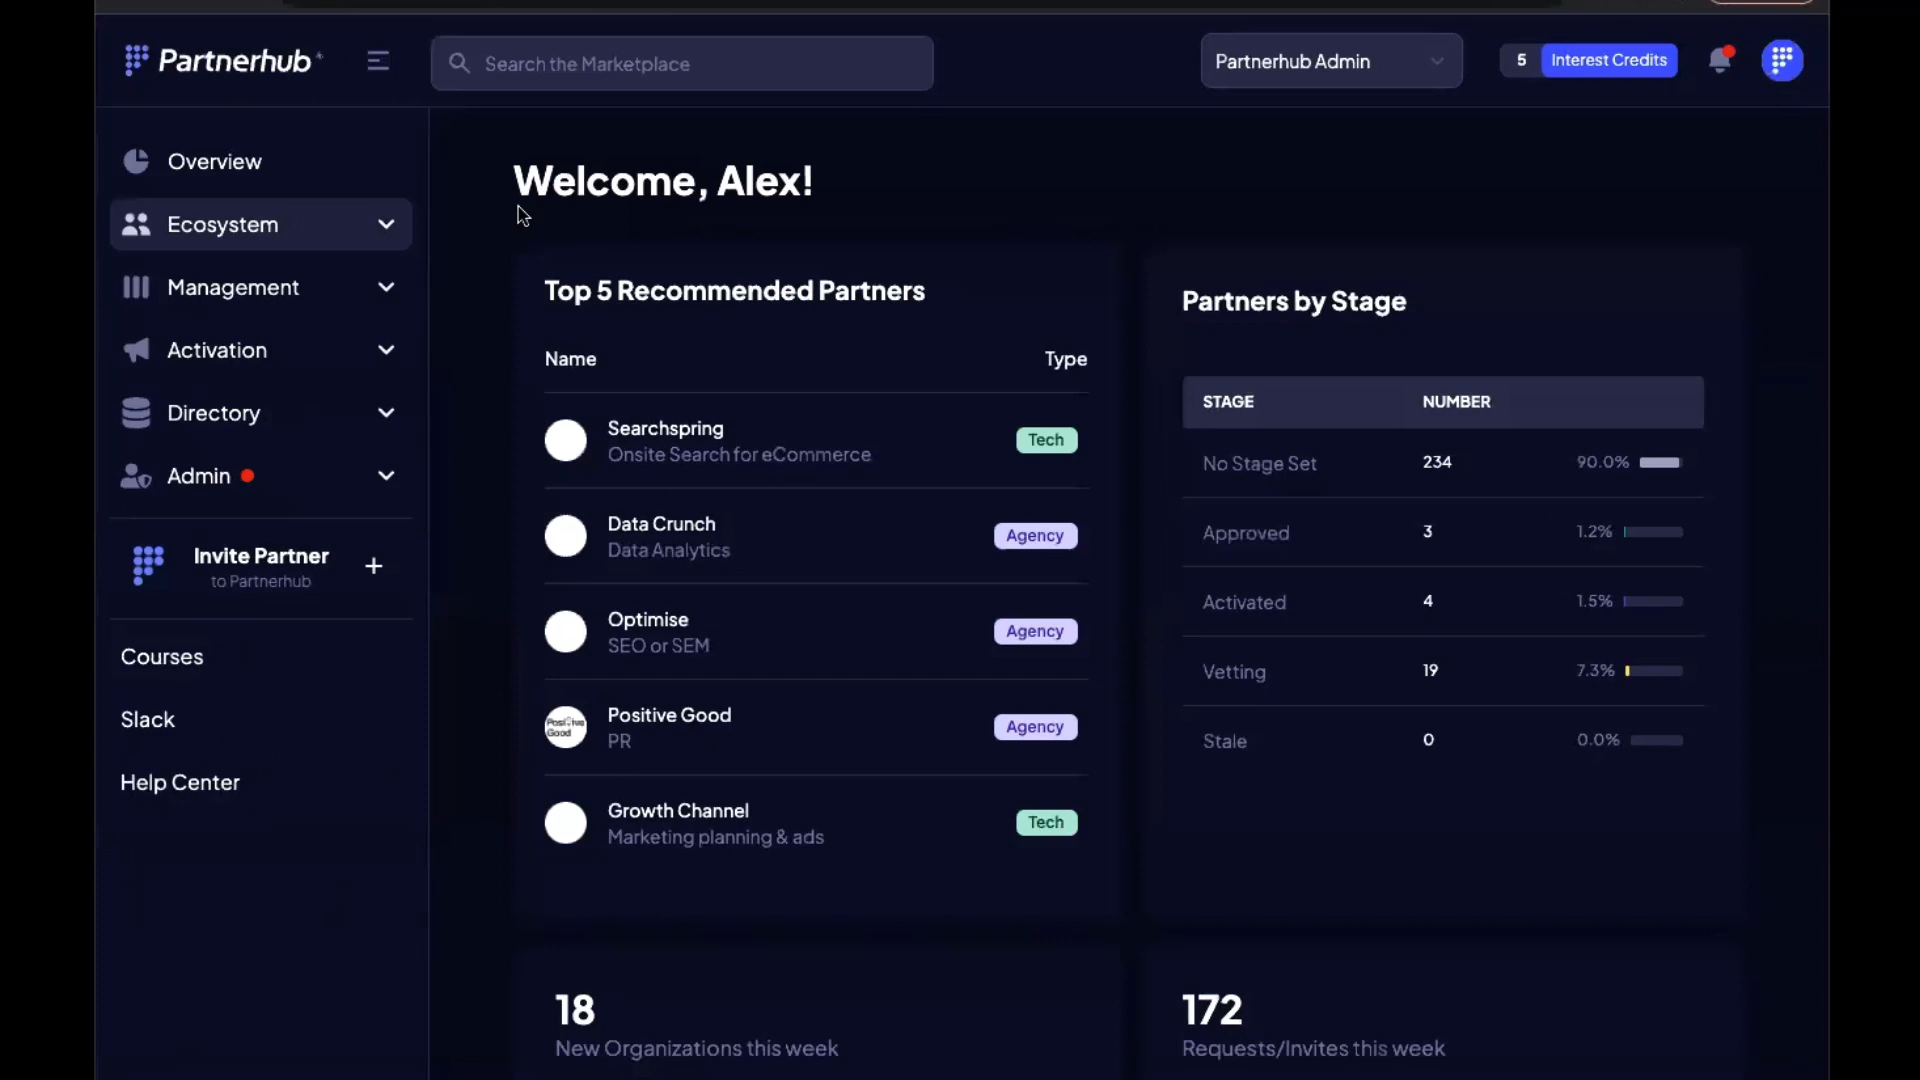 Partnerhub
Search the Marketplace
Partnerhub Admin
5 Interest Credits
Overview
Ecosystem
Management
Activation
Directory
Admin
Invite Partner
to Partnerhub
Courses
Slack
Help Center
Welcome, Alex!
Top 5 Recommended Partners
Name Type
Searchspring
Onsite Search for eCommerce
Tech
Data Crunch
Data Analytics
Agency
Optimise
SEO or SEM
Agency
Positive
Good
Positive Good
PR
Agency
Growth Channel
Marketing planning & ads
Tech
Partners by Stage
STAGE NUMBER
No Stage Set 234 90.0%
Approved 3 1.2%
Activated 4 1.5%
Vetting 19 7.3%
Stale 0 0.0%
18
New Organizations this week
172
Requests/Invites this week